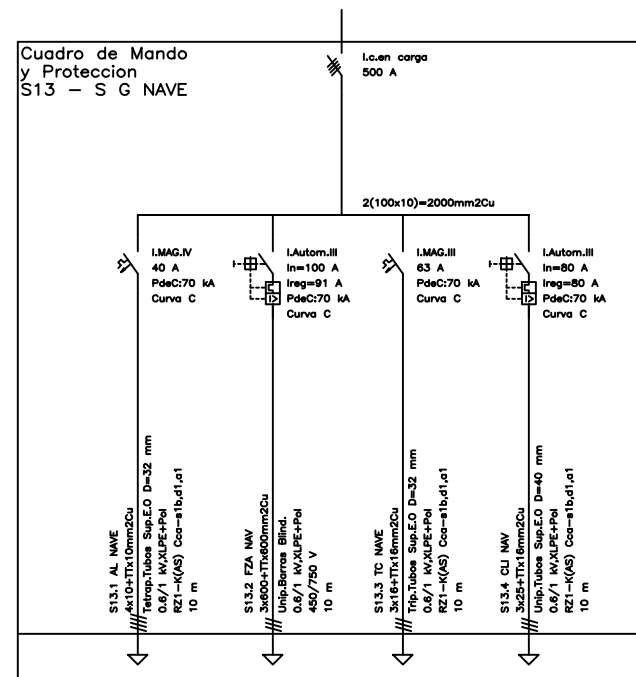 Cuadro de Mando
y Proteccion
S13 - S G NAVE
I.c.en carga
500 A
2(100x10)=2000mm2Cu
I.MAG.IV
40 A
PdeC:70 kA
Curva C
I.Autom.III
In=100 A
Ireg=91 A
PdeC:70 kA
Curva C
I.MAG.III
63 A
PdeC:70 kA
Curva C
I.Autom.III
In=80 A
Ireg=80 A
PdeC:70 kA
Curva C
S13.1 AL NAVE
4x10+TTx10mm2Cu
Tetrap.Tubos Sup.E.O D=32 mm
0.6/1 kV,XLPE+Pol
RZ1-K(AS) Cca-s1b,d1,a1
10 m
S13.2 FZA NAV
3x600+TTx600mm2Cu
Unip.Barras Blind.
0.6/1 kV,XLPE+Pol
450/750 V
10 m
S13.3 TC NAVE
3x16+TTx16mm2Cu
Trip.Tubos Sup.E.O D=32 mm
0.6/1 kV,XLPE+Pol
RZ1-K(AS) Cca-s1b,d1,a1
10 m
S13.4 CLI NAV
3x25+TTx16mm2Cu
Unip.Tubos Sup.E.O D=40 mm
0.6/1 kV,XLPE+Pol
RZ1-K(AS) Cca-s1b,d1,a1
10 m